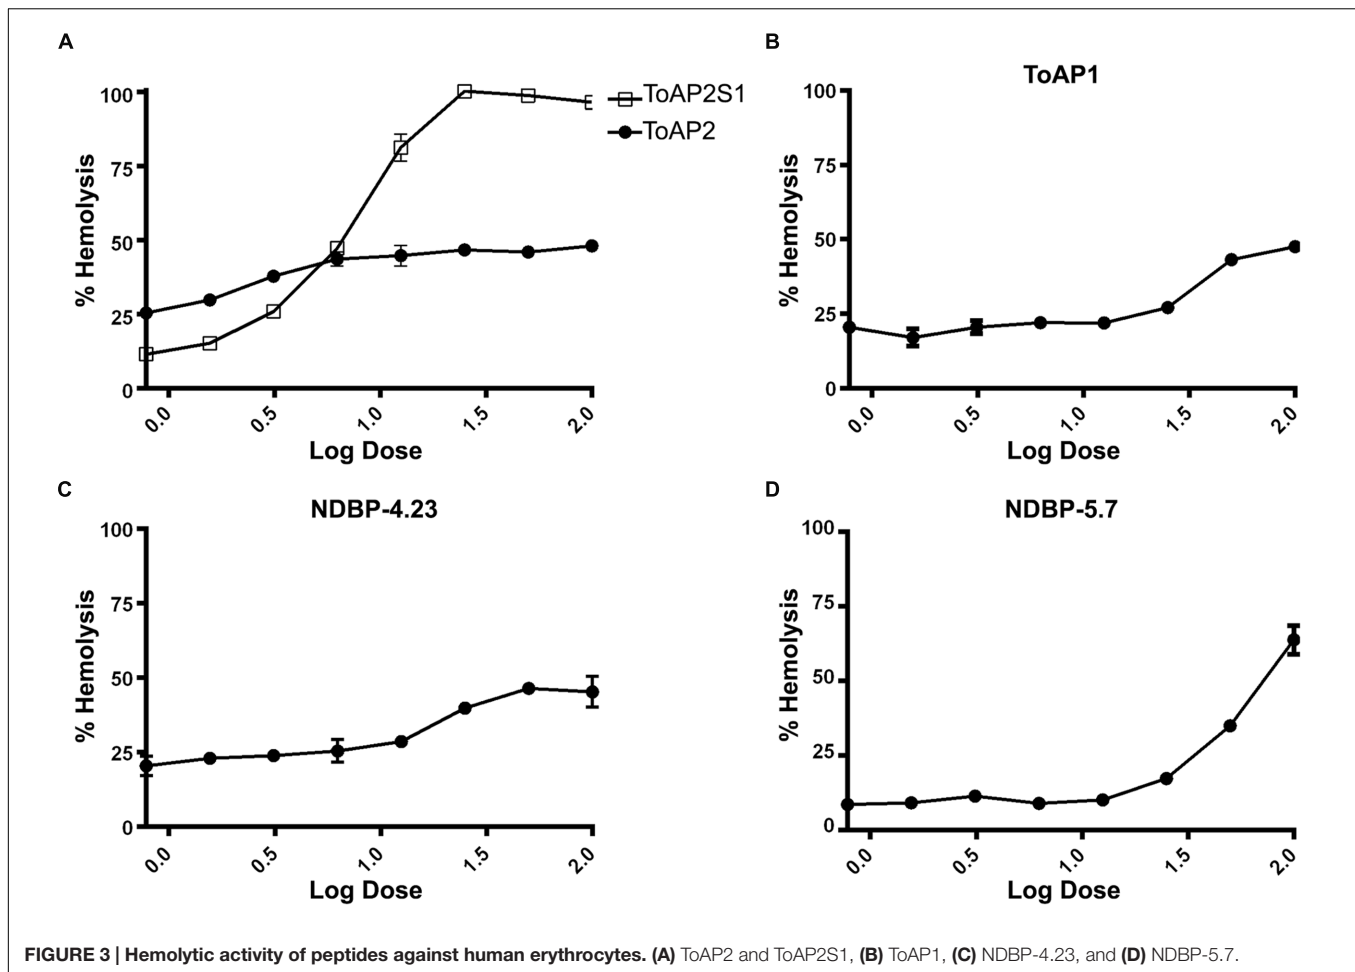 A
100
75
50
25
0
% Hemolysis
0.0
0.5
1.0
1.5
2.0
Log Dose
ToAP2S1
ToAP2
B
ToAP1
100
75
50
25
0
% Hemolysis
0.0
0.5
1.0
1.5
2.0
Log Dose
C
NDBP-4.23
100
75
50
25
0
% Hemolysis
0.0
0.5
1.0
1.5
2.0
Log Dose
D
NDBP-5.7
100
75
50
25
0
% Hemolysis
0.0
0.5
1.0
1.5
2.0
Log Dose
FIGURE 3 | Hemolytic activity of peptides against human erythrocytes. (A) ToAP2 and ToAP2S1, (B) ToAP1, (C) NDBP-4.23, and (D) NDBP-5.7.